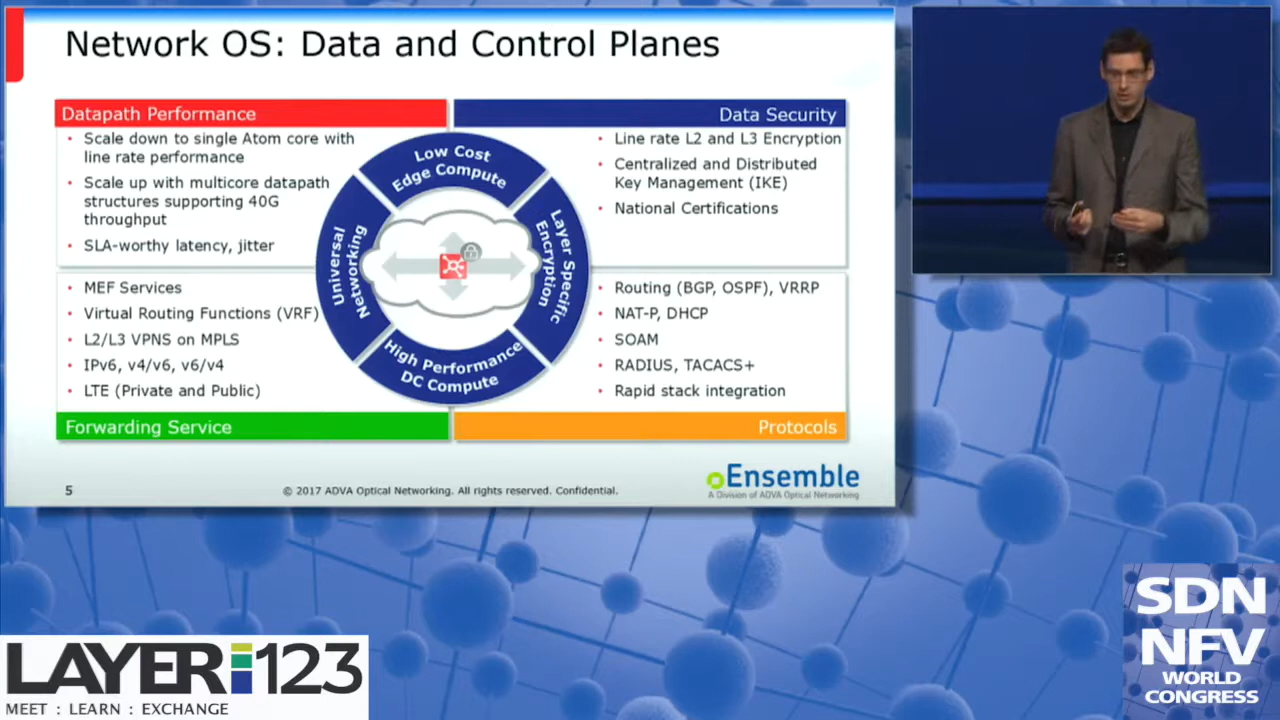 Network OS: Data and Control Planes
Datapath Performance
• Scale down to single Atom core with
line rate performance
• Scale up with multicore datapath
structures supporting 40G
throughput
• SLA-worthy latency, jitter
Data Security
• Line rate L2 and L3 Encryption
• Centralized and Distributed
Key Management (IKE)
• National Certifications
Low Cost
Edge Compute
Universal
Networking
Layer Specific
Encryption
High Performance
DC Compute
• MEF Services
• Virtual Routing Functions (VRF)
• L2/L3 VPNS on MPLS
• IPv6, v4/v6, v6/v4
• LTE (Private and Public)
Forwarding Service
• Routing (BGP, OSPF), VRRP
• NAT-P, DHCP
• SOAM
• RADIUS, TACACS+
• Rapid stack integration
Protocols
5
© 2017 ADVA Optical Networking. All rights reserved. Confidential.
Ensemble
A Division of ADVA Optical Networking
LAYER123
MEET : LEARN : EXCHANGE
SDN
NFV
WORLD
CONGRESS